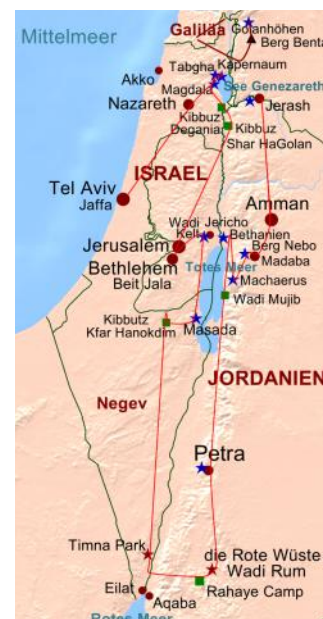 Golanhöhen
Galiläa
Mittelmeer
Berg Benta
Tabgha Kapernaum
Akko
Magdala
See Genezareth
Nazareth
Jerash
Kibbuz
Degania
Kibbuz
Shar HaGolan
ISRAEL
Tel Aviv
Jaffa
Amman
Wadi Jericho
Kelt
Bethanien
Jerusalem
Berg Nebo
Bethlehem
Madaba
Totes Meer
Beit Jala
Machaerus
Wadi Mujib
Kibbutz
Kfar Hanokdim
Masada
JORDANIEN
Negev
Petra
Timna Park
die Rote Wüste
Wadi Rum
Eilat
Rahaye Camp
Aqaba
Rotes Meer